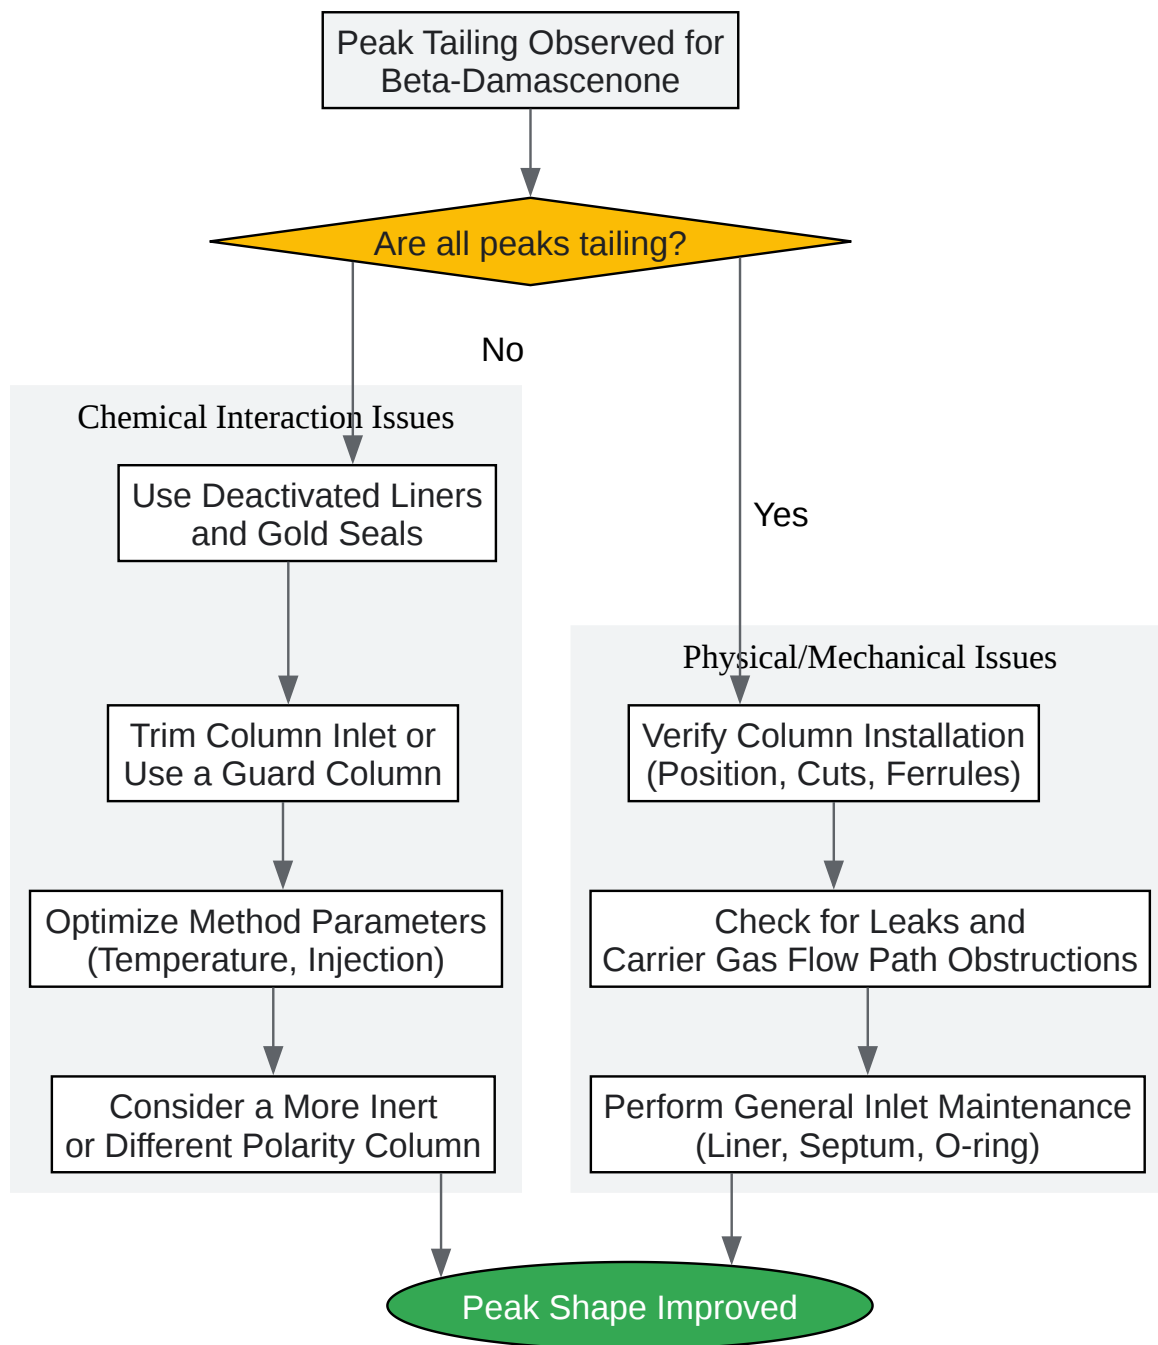 Peak Tailing Observed for
Beta-Damascenone
Are all peaks tailing?
No
Chemical Interaction Issues
Use Deactivated Liners
and Gold Seals
Trim Column Inlet or
Use a Guard Column
Optimize Method Parameters
(Temperature, Injection)
Consider a More Inert
or Different Polarity Column
Yes
Physical/Mechanical Issues
Verify Column Installation
(Position, Cuts, Ferrules)
Check for Leaks and
Carrier Gas Flow Path Obstructions
Perform General Inlet Maintenance
(Liner, Septum, O-ring)
Peak Shape Improved